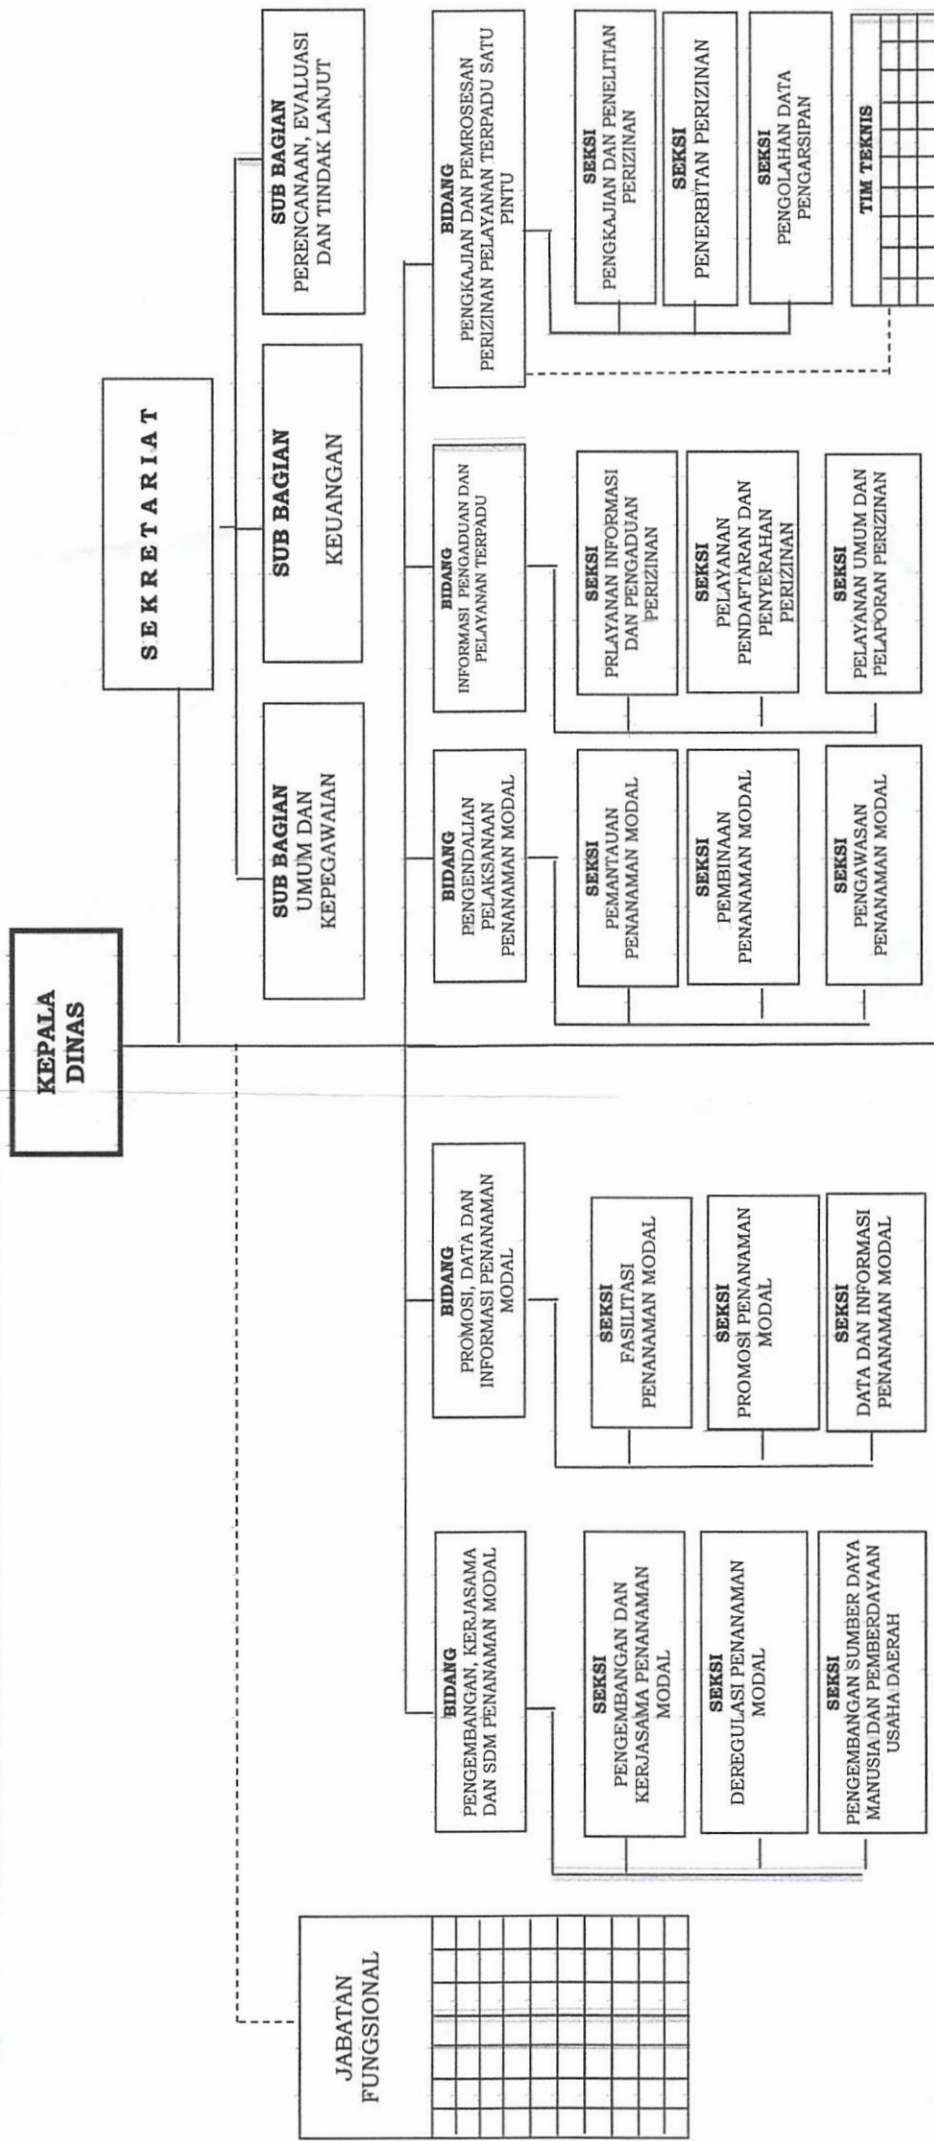 KEPALA
DINAS
SEKRETARIAT
SUB BAGIAN
UMUM DAN
KEPEGAWAIAN
SUB BAGIAN
KEUANGAN
SUB BAGIAN
PERENCANAAN, EVALUASI
DAN TINDAK LANJUT
JABATAN
FUNGSIONAL
BIDANG
PENGEMBANGAN, KERJASAMA
DAN SDM PENANAMAN MODAL
SEKSI
PENGEMBANGAN DAN
KERJASAMA PENANAMAN
MODAL
SEKSI
DEREGULASI PENANAMAN
MODAL
SEKSI
PENGEMBANGAN SUMBER DAYA
MANUSIA DAN PEMBERDAYAAN
USAHA DAERAH
BIDANG
PROMOSI, DATA DAN
INFORMASI PENANAMAN
MODAL
SEKSI
FASILITASI
PENANAMAN MODAL
SEKSI
PROMOSI PENANAMAN
MODAL
SEKSI
DATA DAN INFORMASI
PENANAMAN MODAL
BIDANG
PENGENDALIAN
PELAKSANAAN
PENANAMAN MODAL
SEKSI
PEMANTAUAN
PENANAMAN MODAL
SEKSI
PEMBINAAN
PENANAMAN MODAL
SEKSI
PENGAWASAN
PENANAMAN MODAL
BIDANG
INFORMASI PENGADUAN DAN
PELAYANAN TERPADU
SEKSI
PRLAYANAN INFORMASI
DAN PENGADUAN
PERIZINAN
SEKSI
PELAYANAN
PENDAFTARAN DAN
PENYERAHAN
PERIZINAN
SEKSI
PELAYANAN UMUM DAN
PELAPORAN PERIZINAN
BIDANG
PENGKAJIAN DAN PEMROSESAN
PERIZINAN PELAYANAN TERPADU SATU
PINTU
SEKSI
PENGKAJIAN DAN PENELITIAN
PERIZINAN
SEKSI
PENERBITAN PERIZINAN
SEKSI
PENGOLAHAN DATA
PENGARSIPAN
TIM TEKNIS